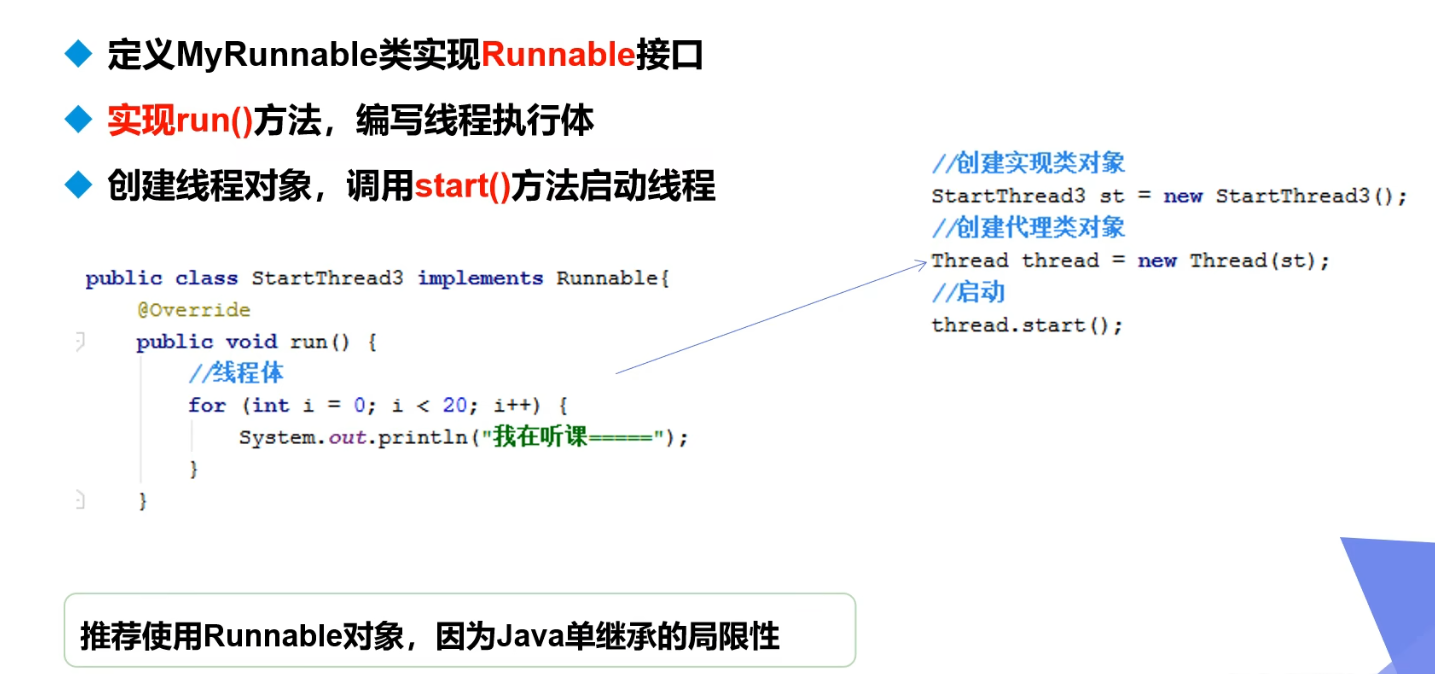 定义MyRunnable类实现Runnable接口
实现run()方法，编写线程执行体
创建线程对象，调用start()方法启动线程
public class StartThread3 implements Runnable{
@Override
public void run() {
//线程体
for (int i = 0; i < 20; i++) {
System.out.println("我在听课=====");
}
}
//创建实现类对象
StartThread3 st = new StartThread3();
//创建代理类对象
Thread thread = new Thread(st);
//启动
thread.start();
推荐使用Runnable对象，因为Java单继承的局限性